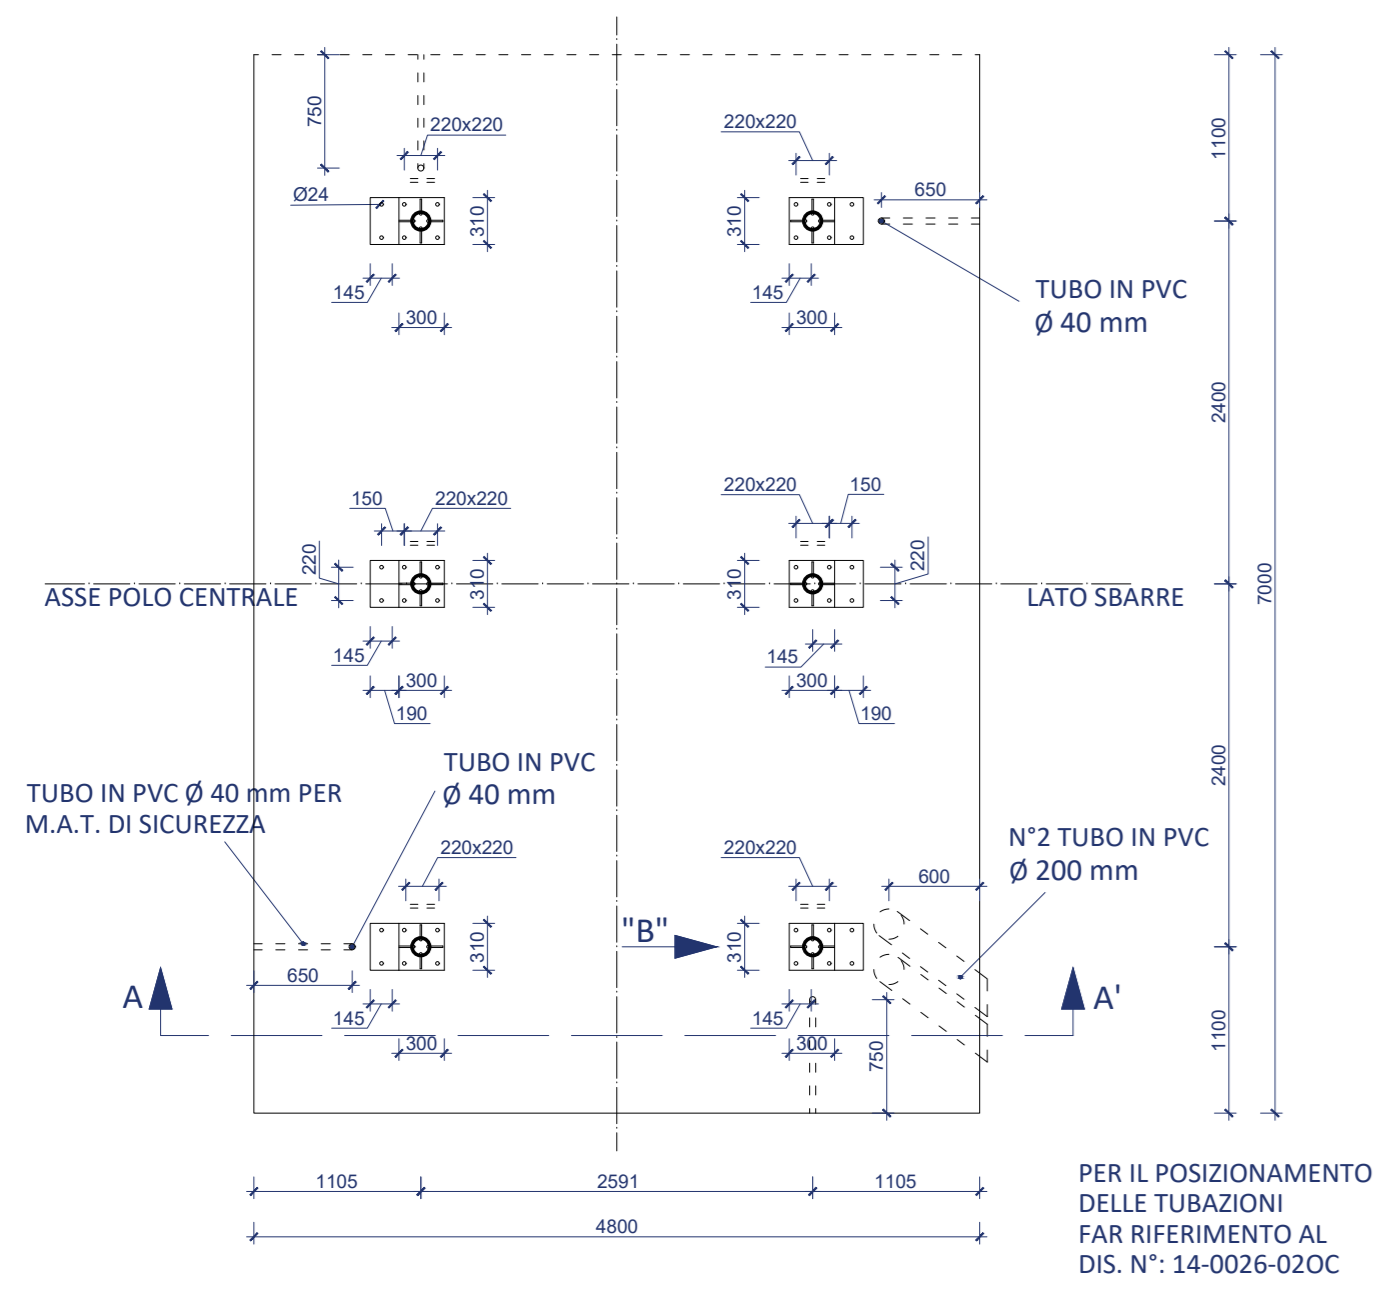 750
220x220
220x220
1100
Ø24
310
310
650
145
145
300
300
TUBO IN PVC
Ø 40 mm
2400
150
220x220
220x220
150
220
310
310
220
7000
ASSE POLO CENTRALE
LATO SBARRE
145
145
300
300
190
190
TUBO IN PVC
Ø 40 mm
2400
TUBO IN PVC Ø 40 mm PER
M.A.T. DI SICUREZZA
220x220
220x220
N°2 TUBO IN PVC
Ø 200 mm
600
310
"B"
310
650
A
A'
145
145
300
300
750
1100
1105
2591
1105
4800
PER IL POSIZIONAMENTO
DELLE TUBAZIONI
FAR RIFERIMENTO AL
DIS. N°: 14-0026-02OC